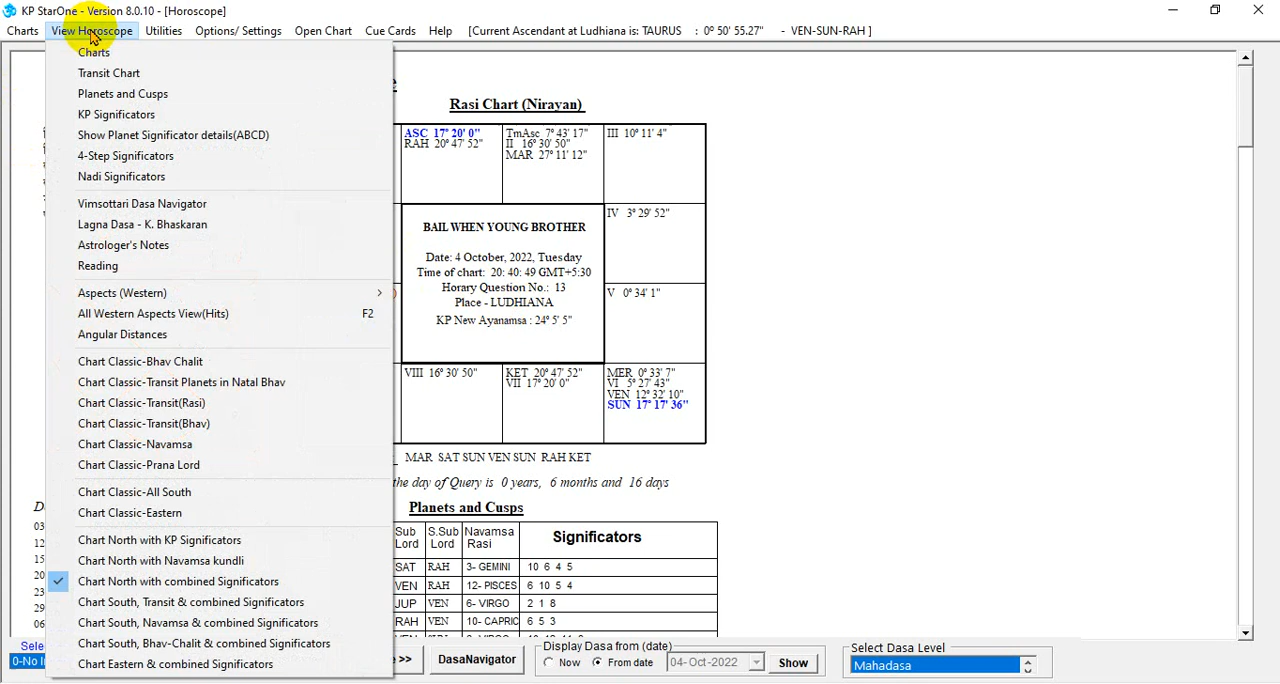 KP StarOne - Version 8.0.10 - [Horoscope]
Charts View Horoscope Utilities Options/ Settings Open Chart Cue Cards Help [Current Ascendant at Ludhiana is: TAURUS : 0° 50' 55.27" - VEN-SUN-RAH ]
Charts
Transit Chart
Planets and Cusps
KP Significators
Show Planet Significator details(ABCD)
4-Step Significators
Nadi Significators
Vimsottari Dasa Navigator
Lagna Dasa - K. Bhaskaran
Astrologer's Notes
Reading
Aspects (Western)
All Western Aspects View(Hits) F2
Angular Distances
Chart Classic-Bhav Chalit
Chart Classic-Transit Planets in Natal Bhav
Chart Classic-Transit(Rasi)
Chart Classic-Transit(Bhav)
Chart Classic-Navamsa
Chart Classic-Prana Lord
Chart Classic-All South
Chart Classic-Eastern
Chart North with KP Significators
Chart North with Navamsa kundli
Chart North with combined Significators
Chart South, Transit & combined Significators
Chart South, Navamsa & combined Significators
Chart South, Bhav-Chalit & combined Significators
Chart Eastern & combined Significators
Rasi Chart (Nirayan)
ASC 17° 20' 0"
RAH 20° 47' 52"
TmAsc 7° 43' 17"
II 16° 30' 50"
MAR 27° 11' 12"
III 10° 11' 4"
IV 3° 29' 52"
BAIL WHEN YOUNG BROTHER
Date: 4 October, 2022, Tuesday
Time of chart: 20: 40: 49 GMT+5:30
Horary Question No.: 13
Place - LUDHIANA
KP New Ayanamsa : 24° 5' 5"
V 0° 34' 1"
VIII 16° 30' 50"
KET 20° 47' 52"
VII 17° 20' 0"
MER 0° 33' 7"
VI 5° 27' 43"
VEN 12° 32' 10"
SUN 17° 17' 36"
MAR SAT SUN VEN SUN RAH KET
the day of Query is 0 years, 6 months and 16 days
Planets and Cusps
Sub Lord S.Sub Lord Navamsa Rasi Significators
SAT RAH 3- GEMINI 10 6 4 5
VEN RAH 12- PISCES 6 10 5 4
JUP VEN 6- VIRGO 2 1 8
RAH VEN 10- CAPRIC 6 5 3
03
12
15
20
23
29
06
Sele
0-No I
>> DasaNavigator
Display Dasa from (date)
Now From date 04- Oct-2022 Show
Select Dasa Level
Mahadasa